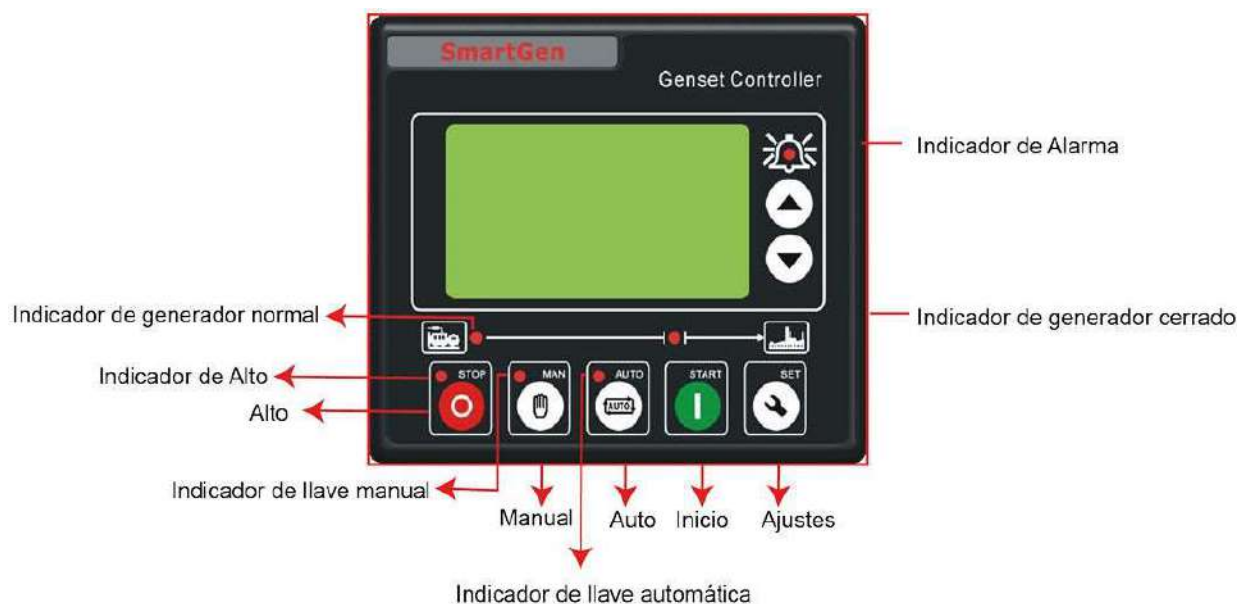 SmartGen
Genset Controller
Indicador de Alarma
Indicador de generador normal
Indicador de generador cerrado
Indicador de Alto
STOP
MAN
AUTO
START
SET
Alto
AUTO
Indicador de llave manual
Manual
Auto
Inicio
Ajustes
Indicador de llave automática